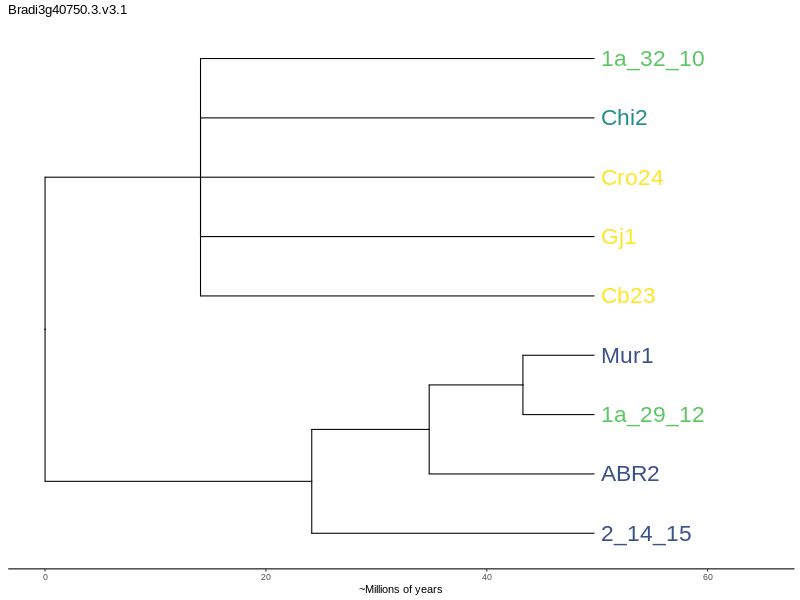 Bradi3g40750.3.v3.1
1a_32_10
Chi2
Cro24
Gj1
Cb23
Mur1
1a_29_12
ABR2
2_14_15
0 20 40 60
~Millions of years